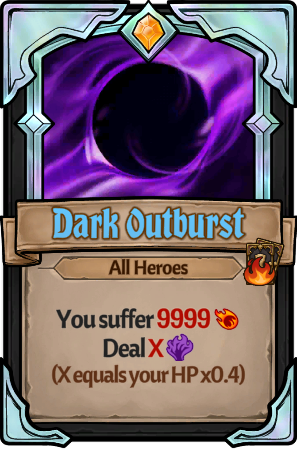 Dark Outburst
All Heroes
You suffer 9999
Deal X
(X equals your HP x0.4)